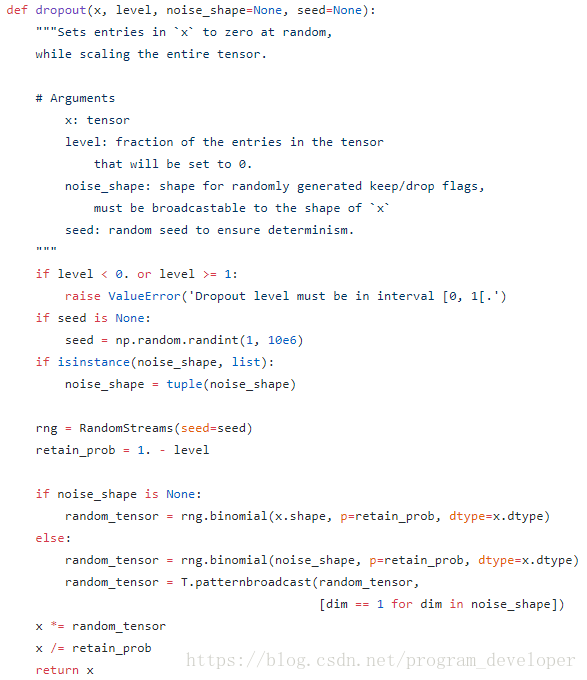 def dropout(x, level, noise_shape=None, seed=None):
    """Sets entries in `x` to zero at random,
    while scaling the entire tensor.

    # Arguments
        x: tensor
        level: fraction of the entries in the tensor
            that will be set to 0.
        noise_shape: shape for randomly generated keep/drop flags,
            must be broadcastable to the shape of `x`
        seed: random seed to ensure determinism.
    """
    if level < 0. or level >= 1:
        raise ValueError('Dropout level must be in interval [0, 1[.')
    if seed is None:
        seed = np.random.randint(1, 10e6)
    if isinstance(noise_shape, list):
        noise_shape = tuple(noise_shape)

    rng = RandomStreams(seed=seed)
    retain_prob = 1. - level

    if noise_shape is None:
        random_tensor = rng.binomial(x.shape, p=retain_prob, dtype=x.dtype)
    else:
        random_tensor = rng.binomial(noise_shape, p=retain_prob, dtype=x.dtype)
        random_tensor = T.patternbroadcast(random_tensor,
                                           [dim == 1 for dim in noise_shape])
    x *= random_tensor
    x /= retain_prob
    return x
https://blog.csdn.net/program_developer